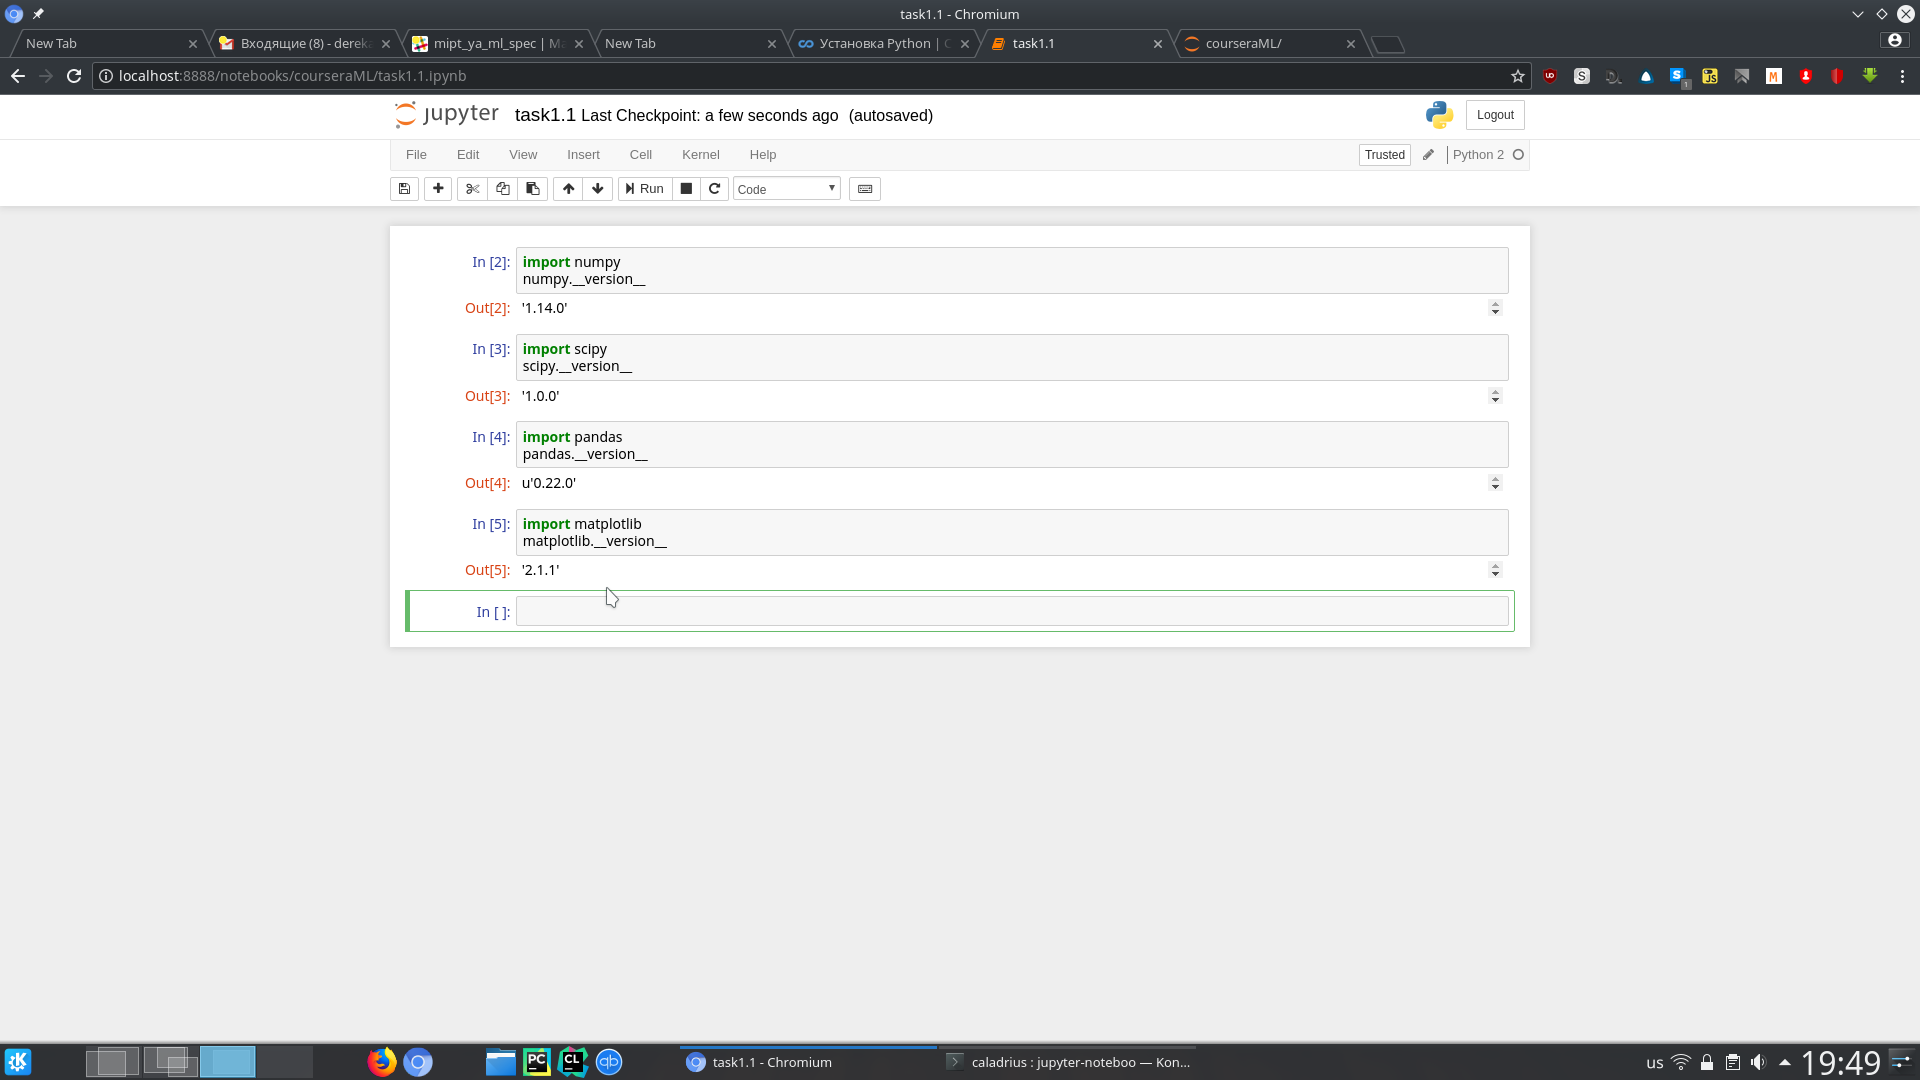 task1.1 - Chromium
New Tab
Входящие (8) - dereka
mipt_ya_ml_spec | Ma
New Tab
Установка Python | C
task1.1
courseraML/
localhost:8888/notebooks/courseraML/task1.1.ipynb
jupyter task1.1 Last Checkpoint: a few seconds ago (autosaved)
Logout
File Edit View Insert Cell Kernel Help
Trusted
Python 2
Run
Code
In [2]: import numpy
numpy.__version__
Out[2]: '1.14.0'
In [3]: import scipy
scipy.__version__
Out[3]: '1.0.0'
In [4]: import pandas
pandas.__version__
Out[4]: u'0.22.0'
In [5]: import matplotlib
matplotlib.__version__
Out[5]: '2.1.1'
In [ ]:
PC
CL
qb
task1.1 - Chromium
caladrius : jupyter-noteboo — Kon...
us
19:49